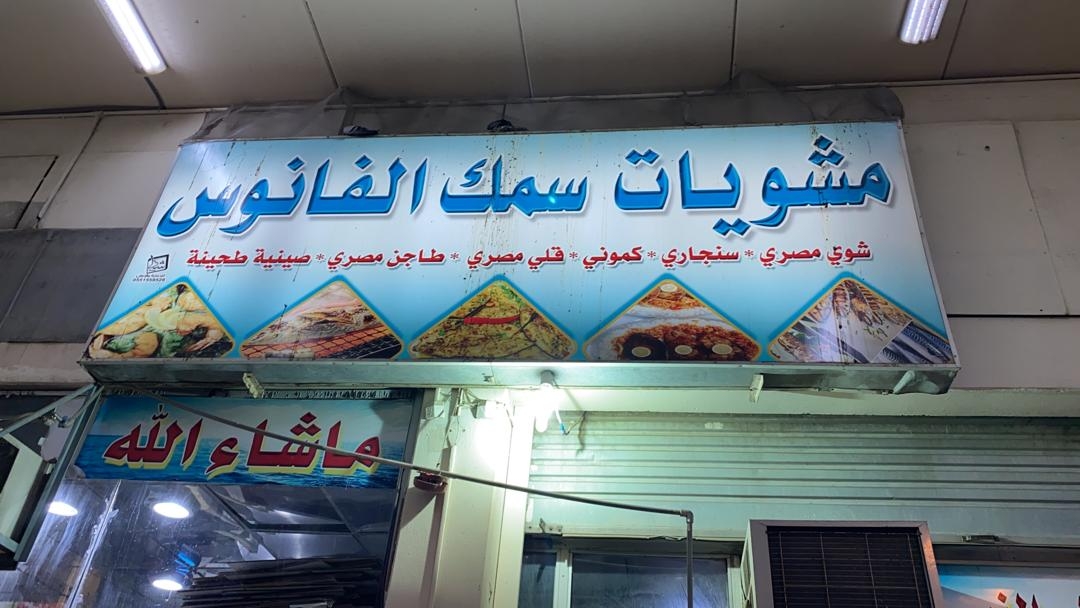 مشويات سمك الفانوس
شوي مصري * سنجاري * كموني * قلي مصري * طاجن مصري * صينية طحينة
ماشاء الله